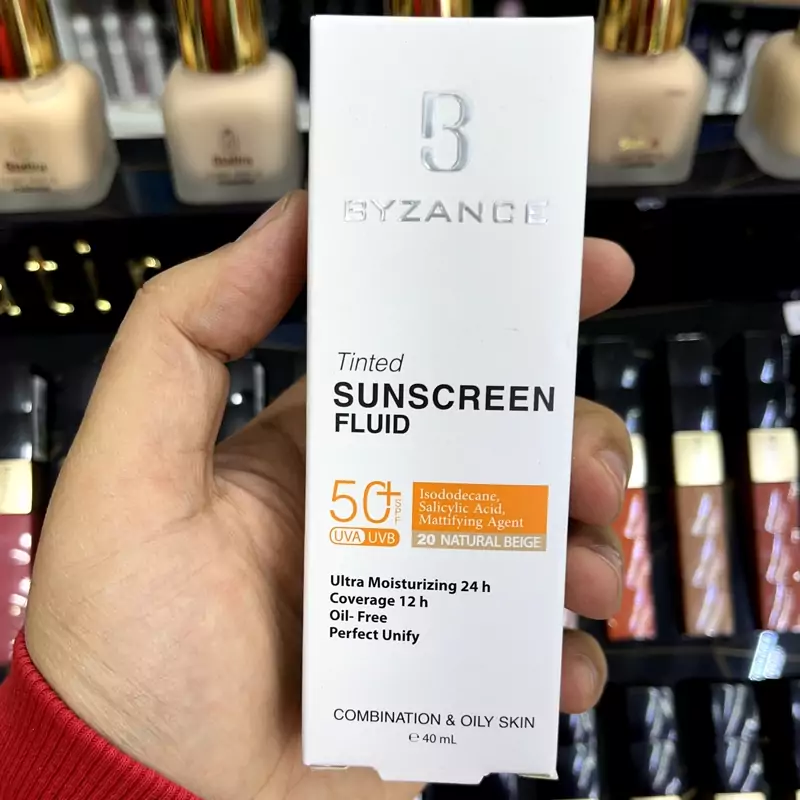 BYZANCE
Tinted
SUNSCREEN
FLUID
50+
SPF
UVA UVB
Isododecane,
Salicylic Acid,
Mattifying Agent
20 NATURAL BEIGE
Ultra Moisturizing 24 h
Coverage 12 h
Oil- Free
Perfect Unify
COMBINATION & OILY SKIN
℮ 40 mL